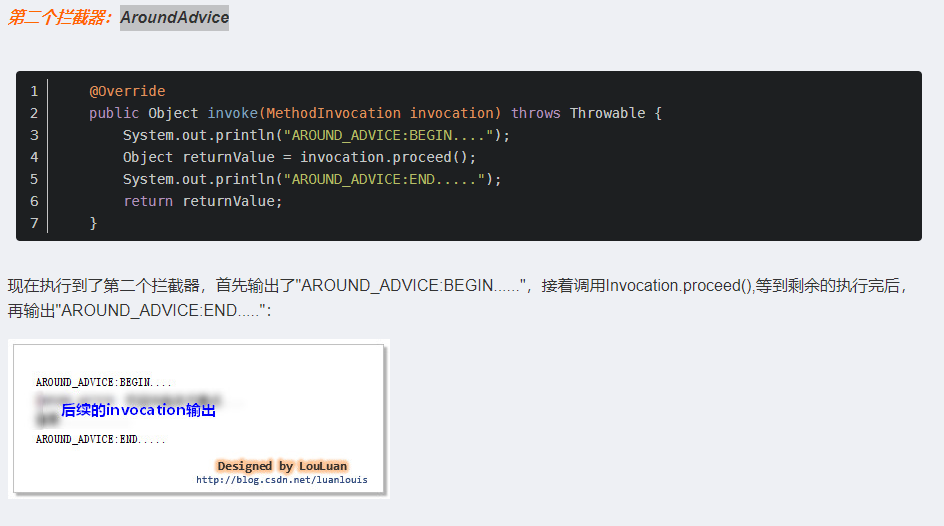 第二个拦截器：AroundAdvice
1 @Override
2 public Object invoke(MethodInvocation invocation) throws Throwable {
3 System.out.println("AROUND_ADVICE:BEGIN....");
4 Object returnValue = invocation.proceed();
5 System.out.println("AROUND_ADVICE:END.....");
6 return returnValue;
7 }
现在执行到了第二个拦截器，首先输出了"AROUND_ADVICE:BEGIN......"，接着调用Invocation.proceed(),等到剩余的执行完后，
再输出"AROUND_ADVICE:END....."：
AROUND_ADVICE:BEGIN....
后续的invocation输出
AROUND_ADVICE:END.....
Designed by LouLuan
http://blog.csdn.net/luanlouis